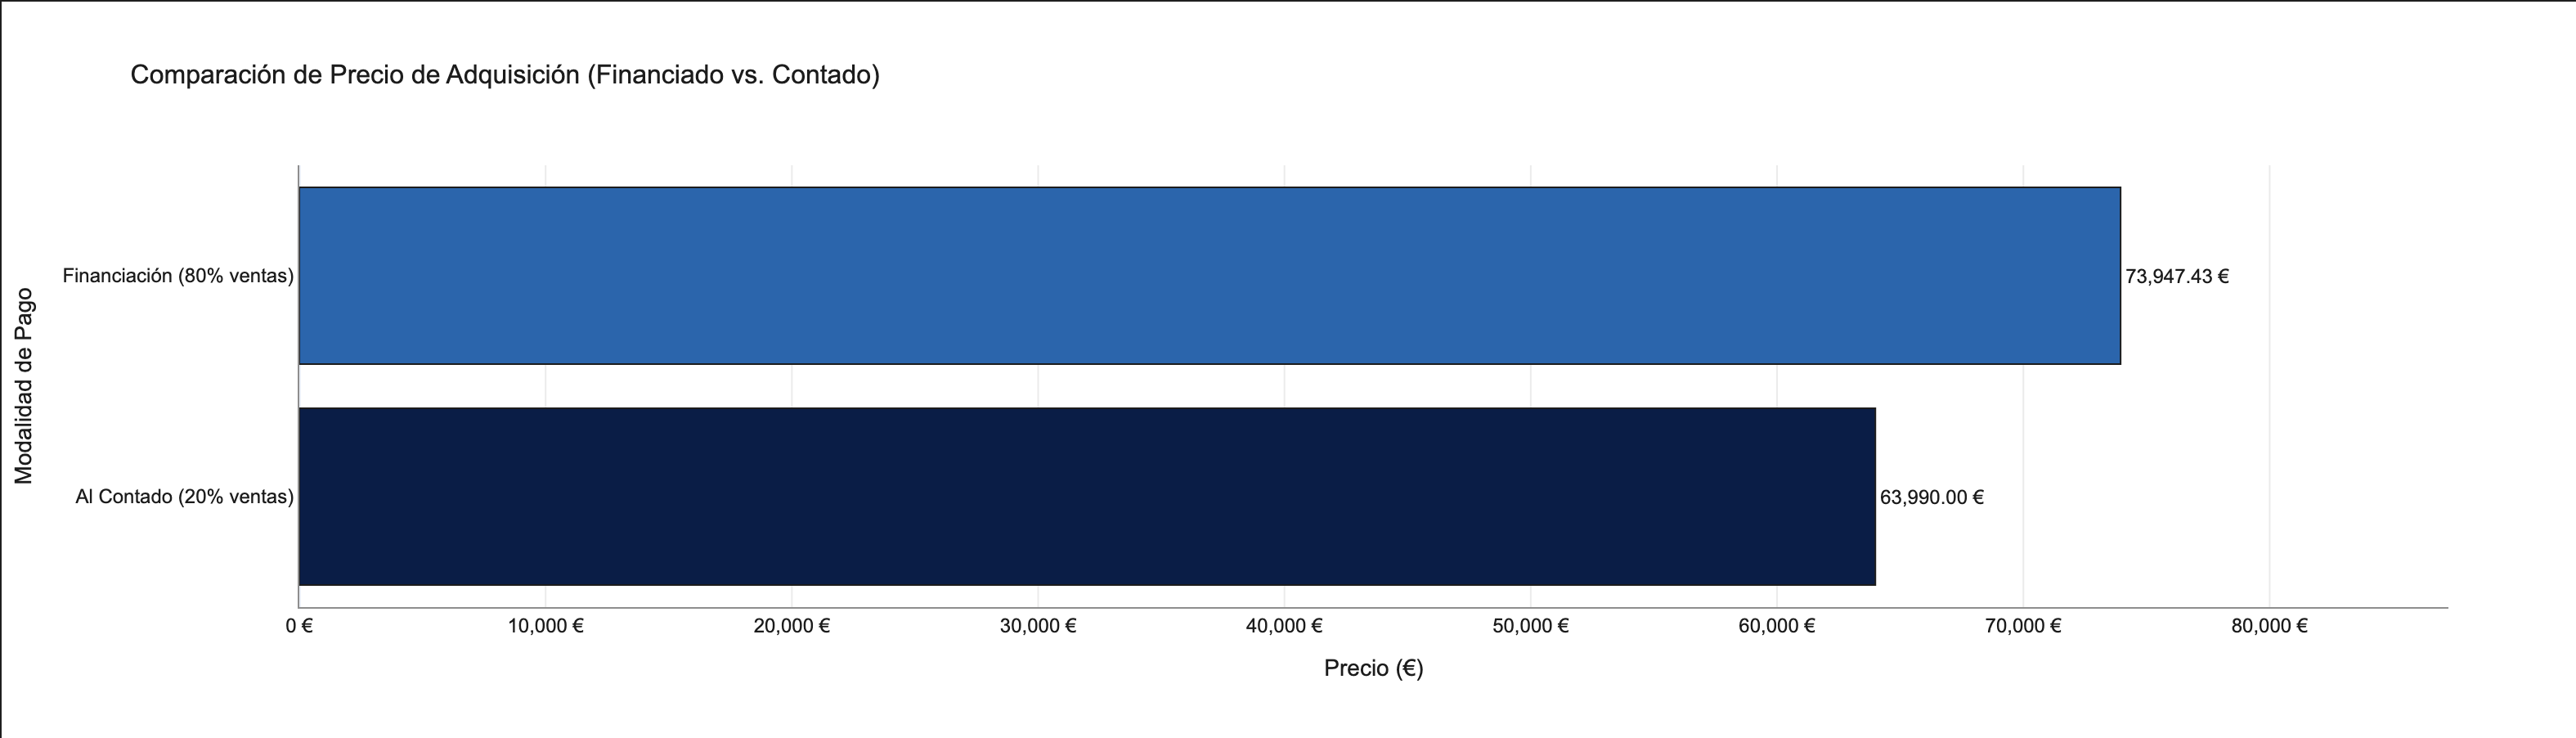 Comparación de Precio de Adquisición (Financiado vs. Contado)
Modalidad de Pago
Financiación (80% ventas)
73,947.43 €
Al Contado (20% ventas)
63,990.00 €
0 €
10,000 €
20,000 €
30,000 €
40,000 €
50,000 €
60,000 €
70,000 €
80,000 €
Precio (€)